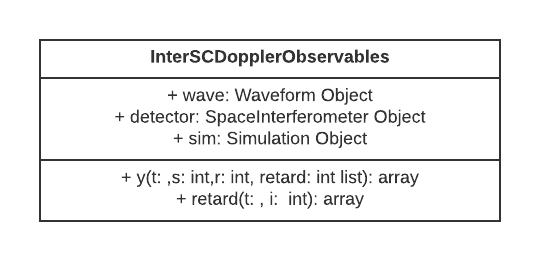 InterSCDopplerObservables
+ wave: Waveform Object
+ detector: SpaceInterferometer Object
+ sim: Simulation Object
+ y(t: ,s: int,r: int, retard: int list): array
+ retard(t: , i:  int): array